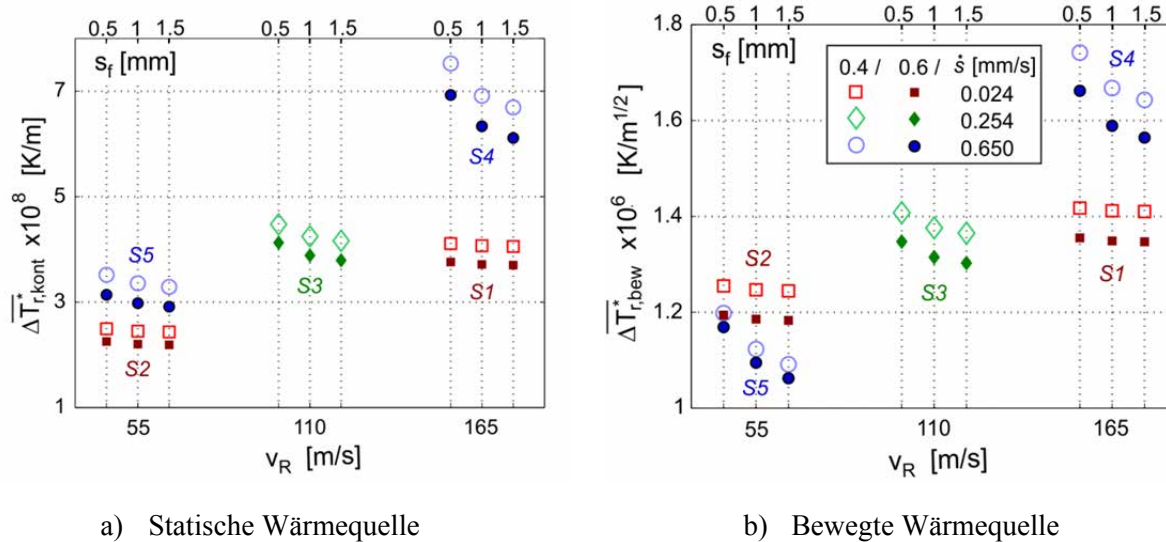 0.5 1 1.5 0.5 1 1.5 0.5 1 1.5
s_f [mm]
7
5
3
1
ΔT*r,kont x10^8 [K/m]
S4
S5
S3
S1
S2
55 110 165
v_R [m/s]
a) Statische Wärmequelle
0.5 1 1.5 0.5 1 1.5 0.5 1 1.5
s_f [mm]
1.8
1.6
1.4
1.2
1
ΔT*r,bew x10^6 [K/m^1/2]
0.4 / 0.6 / ṡ [mm/s]
0.024
0.254
0.650
S4
S2
S3
S1
S5
55 110 165
v_R [m/s]
b) Bewegte Wärmequelle